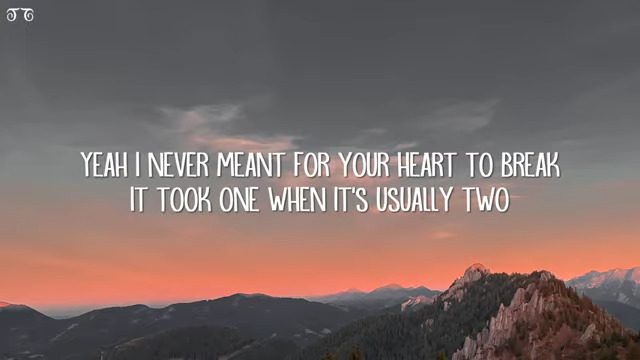 YEAH I NEVER MEANT FOR YOUR HEART TO BREAK
IT TOOK ONE WHEN IT'S USUALLY TWO